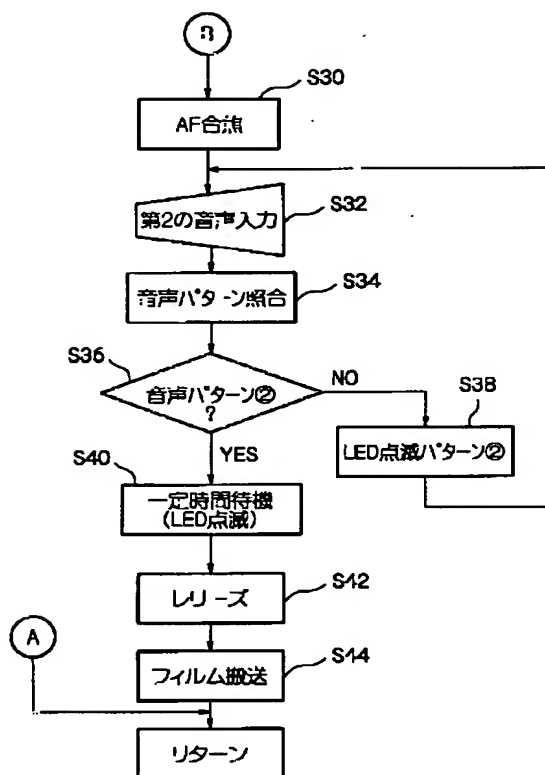 B
S30
AF合焦
S32
第2の音声入力
S34
音声パターン照合
S36
音声パターン②
?
NO
S38
LED点滅パターン②
YES
S40
一定時間待機
(LED点滅)
S42
レリーズ
A
S44
フィルム搬送
リターン